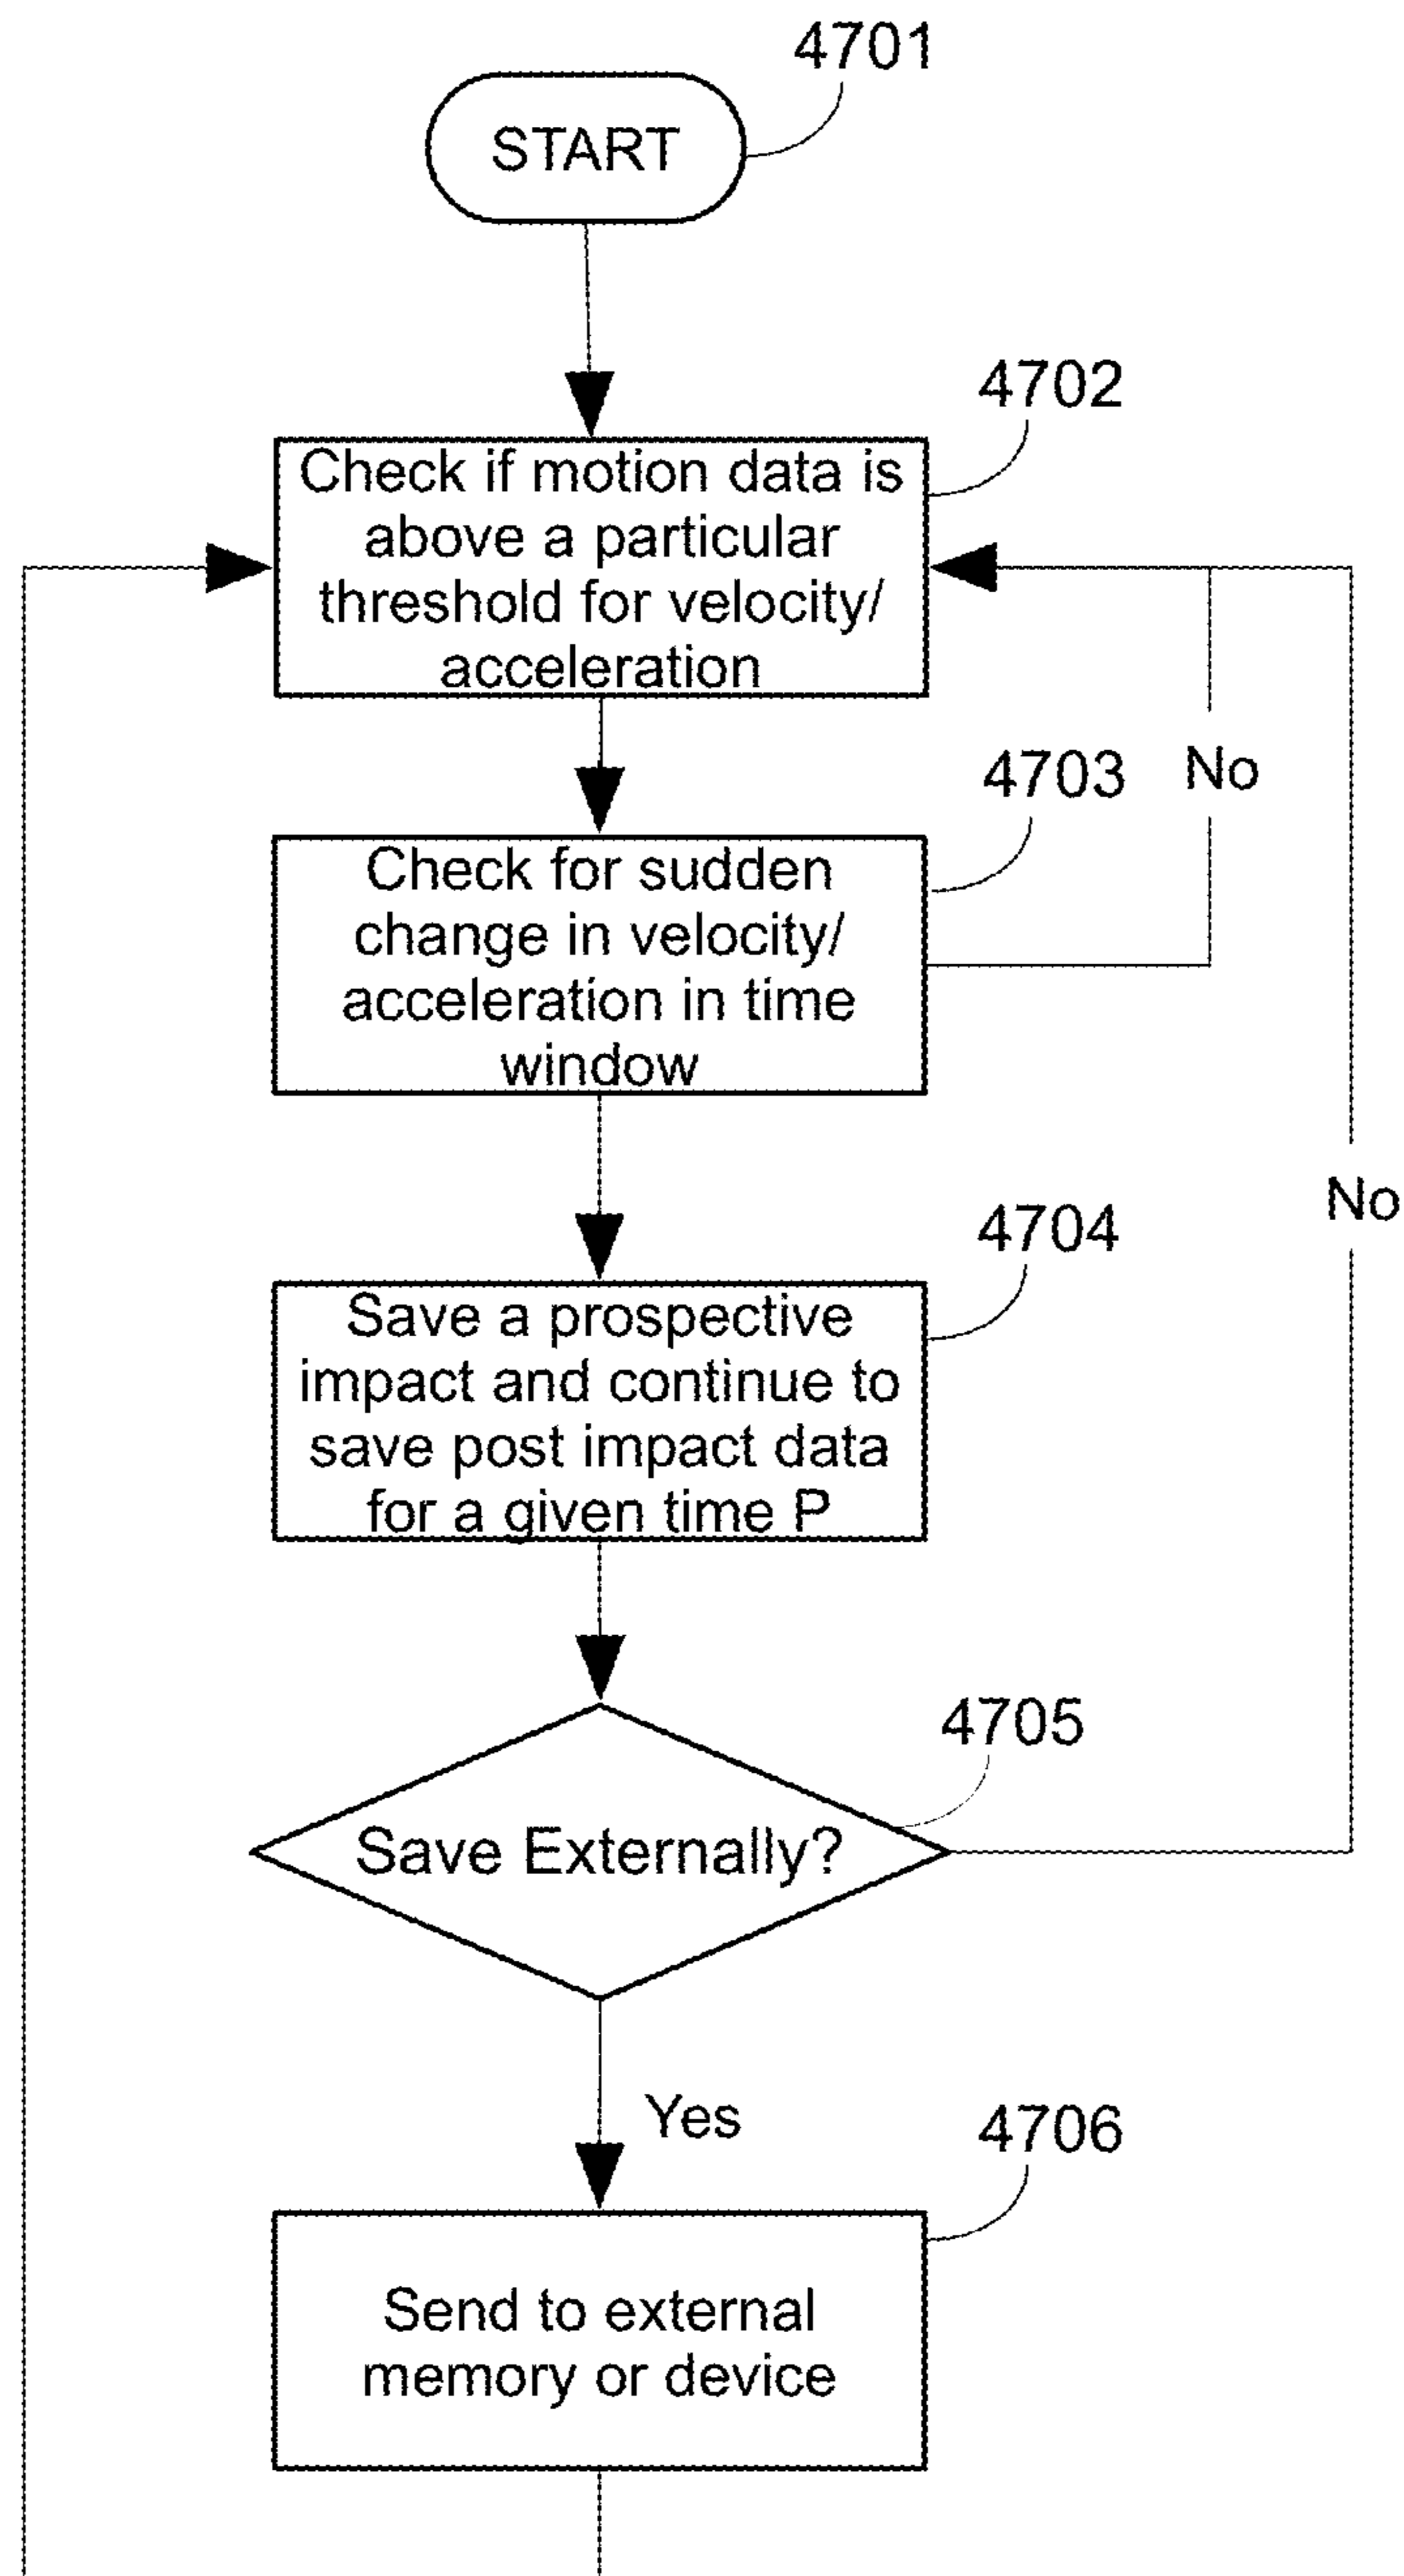 4701
START
4702
Check if motion data is
above a particular
threshold for velocity/
acceleration
4703
No
Check for sudden
change in velocity/
acceleration in time
window
No
4704
Save a prospective
impact and continue to
save post impact data
for a given time P
4705
Save Externally?
Yes
4706
Send to external
memory or device